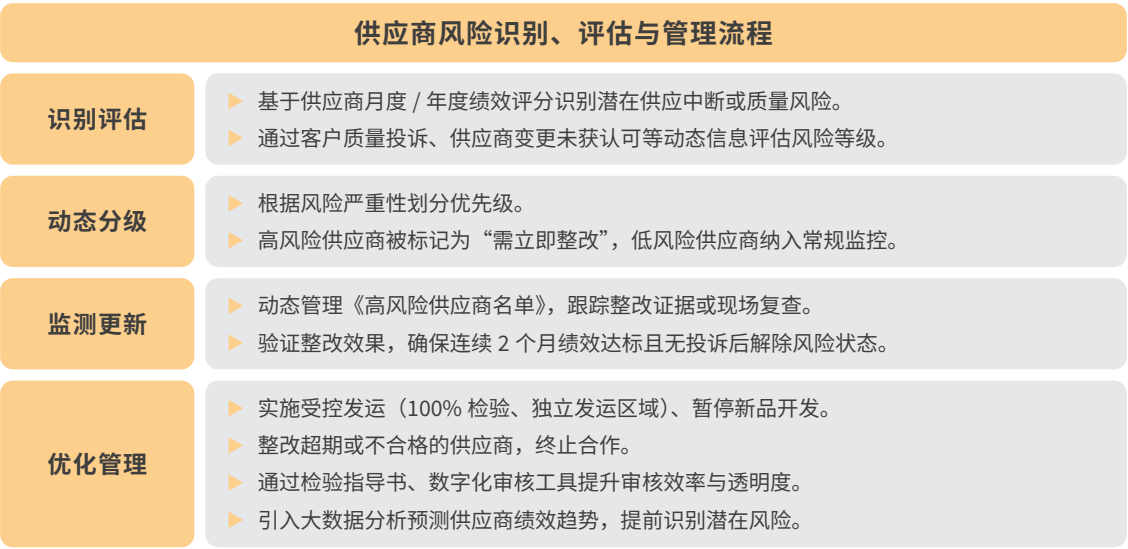 供应商风险识别、评估与管理流程
识别评估
基于供应商月度 / 年度绩效评分识别潜在供应中断或质量风险。
通过客户质量投诉、供应商变更未获认可等动态信息评估风险等级。
动态分级
根据风险严重性划分优先级。
高风险供应商被标记为“需立即整改”，低风险供应商纳入常规监控。
监测更新
动态管理《高风险供应商名单》，跟踪整改证据或现场复查。
验证整改效果，确保连续 2 个月绩效达标且无投诉后解除风险状态。
优化管理
实施受控发运（100% 检验、独立发运区域）、暂停新品开发。
整改超期或不合格的供应商，终止合作。
通过检验指导书、数字化审核工具提升审核效率与透明度。
引入大数据分析预测供应商绩效趋势，提前识别潜在风险。